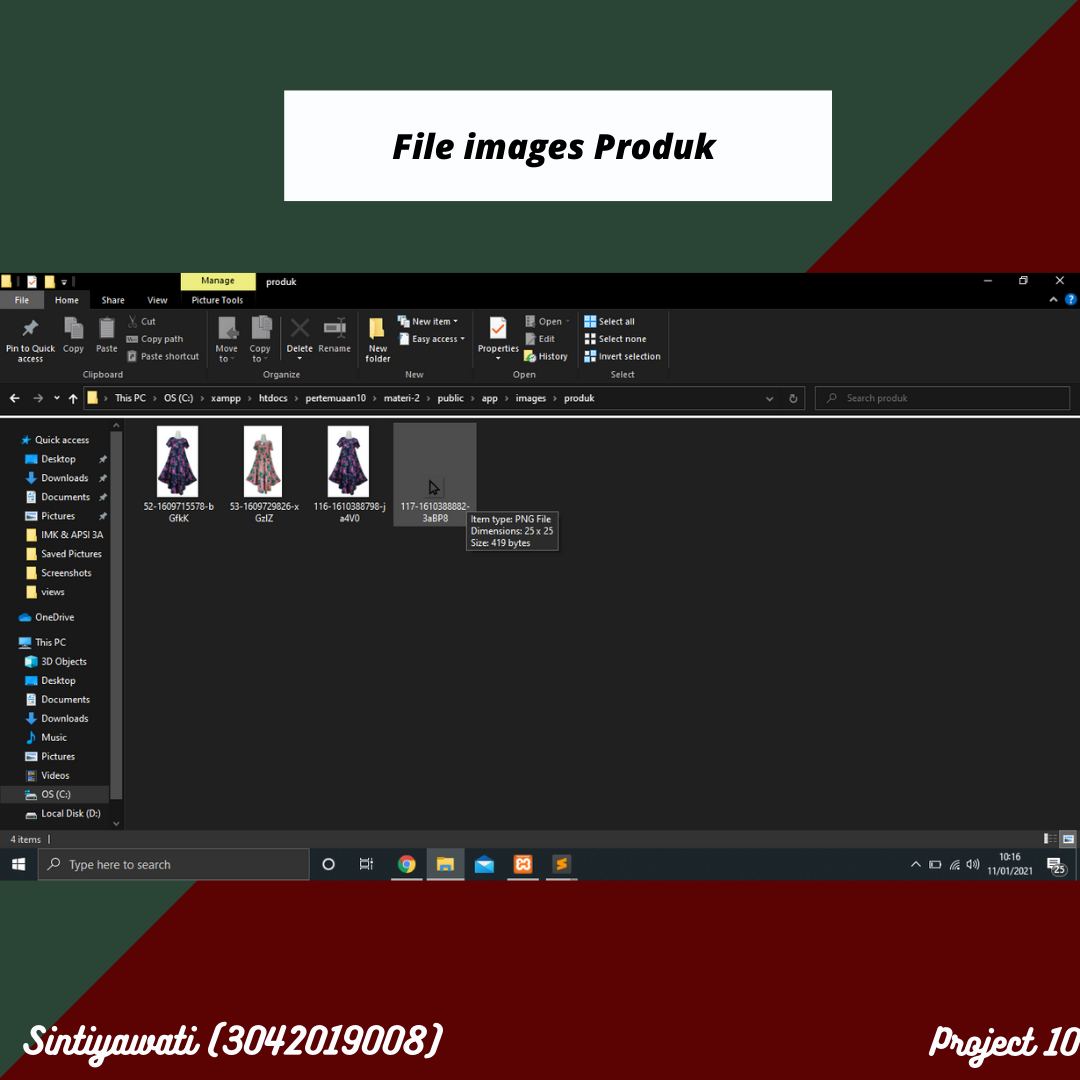 File images Produk
Manage
produk
File
Home
Share
View
Picture Tools
Pin to Quick
access
Copy
Paste
Cut
Copy path
Paste shortcut
Clipboard
Move
to
Copy
to
Delete
Rename
Organize
New
folder
New item
Easy access
New
Properties
Open
Edit
History
Open
Select all
Select none
Invert selection
Select
This PC > OS (C:) > xampp > htdocs > pertemuaan10 > materi-2 > public > app > images > produk
Search produk
Quick access
Desktop
Downloads
Documents
Pictures
IMK & APSI 3A
Saved Pictures
Screenshots
views
OneDrive
This PC
3D Objects
Desktop
Documents
Downloads
Music
Pictures
Videos
OS (C:)
Local Disk (D:)
52-1609715578-b
GfkK
53-1609729826-x
GzIZ
116-1610388798-j
a4V0
117-1610388882-
3aBP8
Item type: PNG File
Dimensions: 25 x 25
Size: 419 bytes
4 items
Type here to search
10:16
11/01/2021
25
Sintiyawati (3042019008)
Project 10